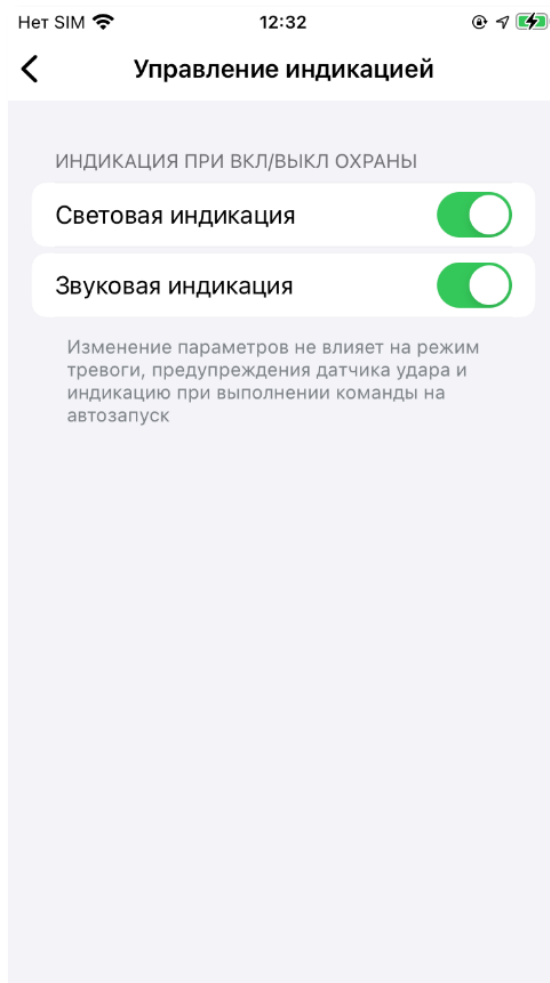 Нет SIM 12:32
Управление индикацией
ИНДИКАЦИЯ ПРИ ВКЛ/ВЫКЛ ОХРАНЫ
Световая индикация
Звуковая индикация
Изменение параметров не влияет на режим
тревоги, предупреждения датчика удара и
индикацию при выполнении команды на
автозапуск